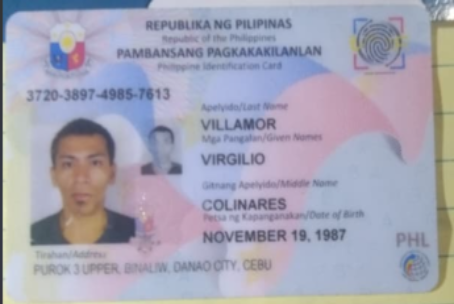 REPUBLIKA NG PILIPINAS
Republic of the Philippines
PAMBANSANG PAGKAKAKILANLAN
Philippine Identification Card
3720-3897-4985-7613
Apelyido/Last Name
VILLAMOR
Mga Pangalan/Given Names
VIRGILIO
Gitnang Apelyido/Middle Name
COLINARES
Petsa ng Kapanganakan/Date of Birth
NOVEMBER 19, 1987
PHL
Tirahan/Address
PUROK 3 UPPER, BINALIW, DANAO CITY, CEBU